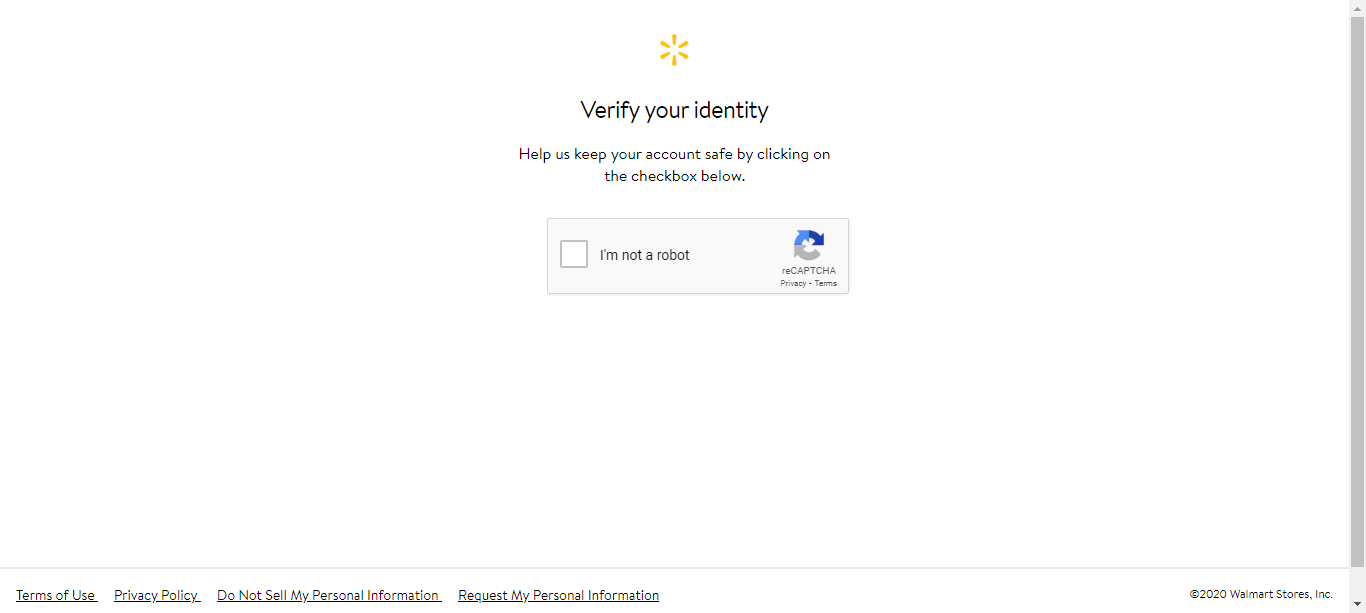 Verify your identity
Help us keep your account safe by clicking on
the checkbox below.
I'm not a robot
reCAPTCHA
Privacy - Terms
Terms of Use Privacy Policy Do Not Sell My Personal Information Request My Personal Information ©2020 Walmart Stores, Inc.